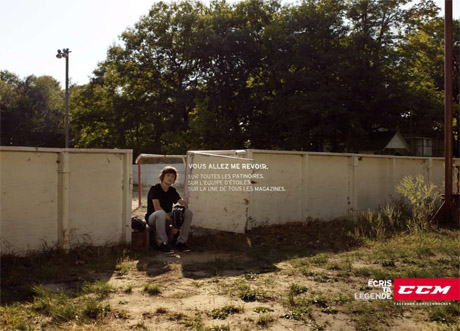 VOUS ALLEZ ME REVOIR.
SUR TOUTES LES PATINOIRES.
SUR L'ÉQUIPE D'ÉTOILES.
SUR LA UNE DE TOUS LES MAGAZINES.
ÉCRIS
TA
LÉGENDE
CCM